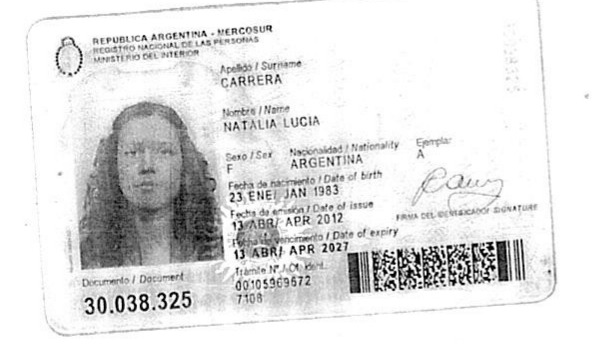 REPUBLICA ARGENTINA - MERCOSUR
REGISTRO NACIONAL DE LAS PERSONAS
MINISTERIO DEL INTERIOR
Apellido / Surname
CARRERA
Nombre / Name
NATALIA LUCIA
Sexo / Sex Nacionalidad / Nationality Ejemplar
F ARGENTINA A
Fecha de nacimiento / Date of birth
23 ENE/ JAN 1983
Fecha de emisión / Date of issue
13 ABR/ APR 2012
FIRMA DEL SIGNATURE
Fecha de vencimiento / Date of expiry
13 ABR/ APR 2027
Documento / Document
30.038.325
Trámite Nº / Of. Ident.
00105969672
7108